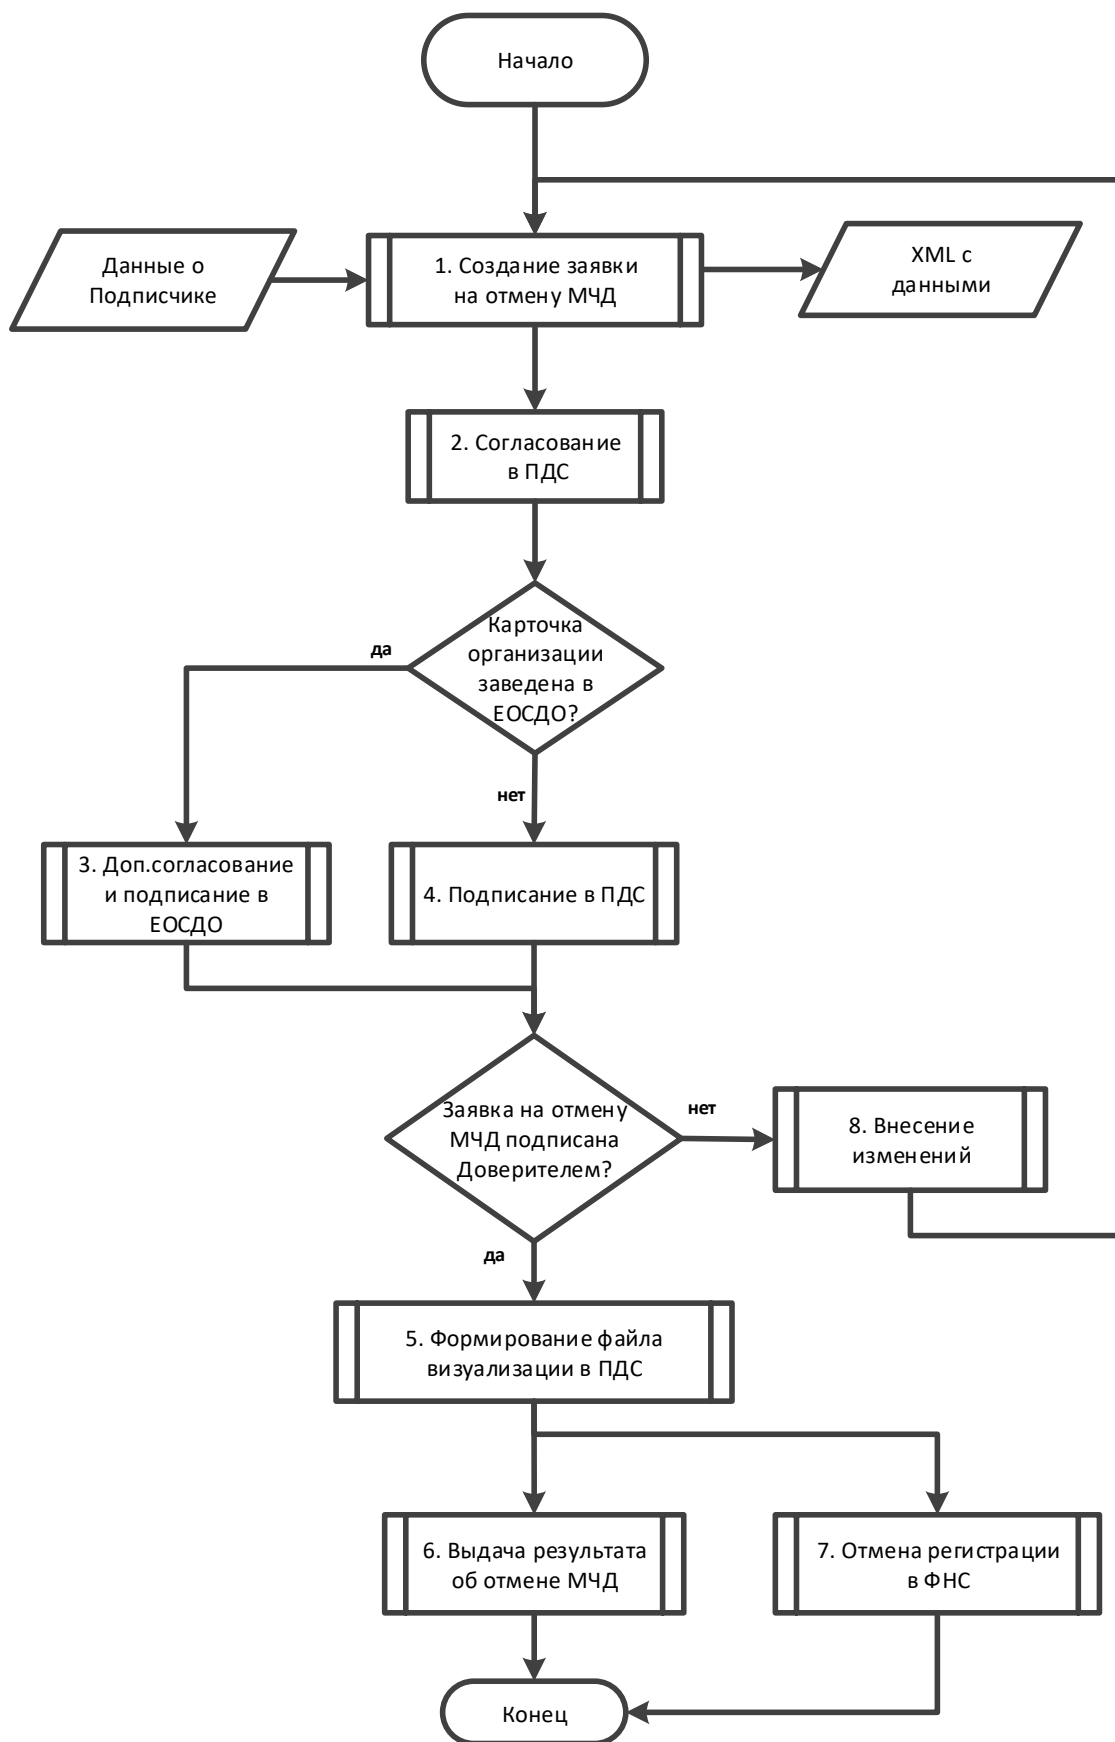 Начало
Данные о
Подписчике
1. Создание заявки
на отмену МЧД
XML с
данными
2. Согласование
в ПДС
Карточка
организации
заведена в
ЕОСДО?
да
нет
3. Доп.согласование
и подписание в
ЕОСДО
4. Подписание в ПДС
Заявка на отмену
МЧД подписана
Доверителем?
нет
8. Внесение
изменений
да
5. Формирование файла
визуализации в ПДС
6. Выдача результата
об отмене МЧД
7. Отмена регистрации
в ФНС
Конец